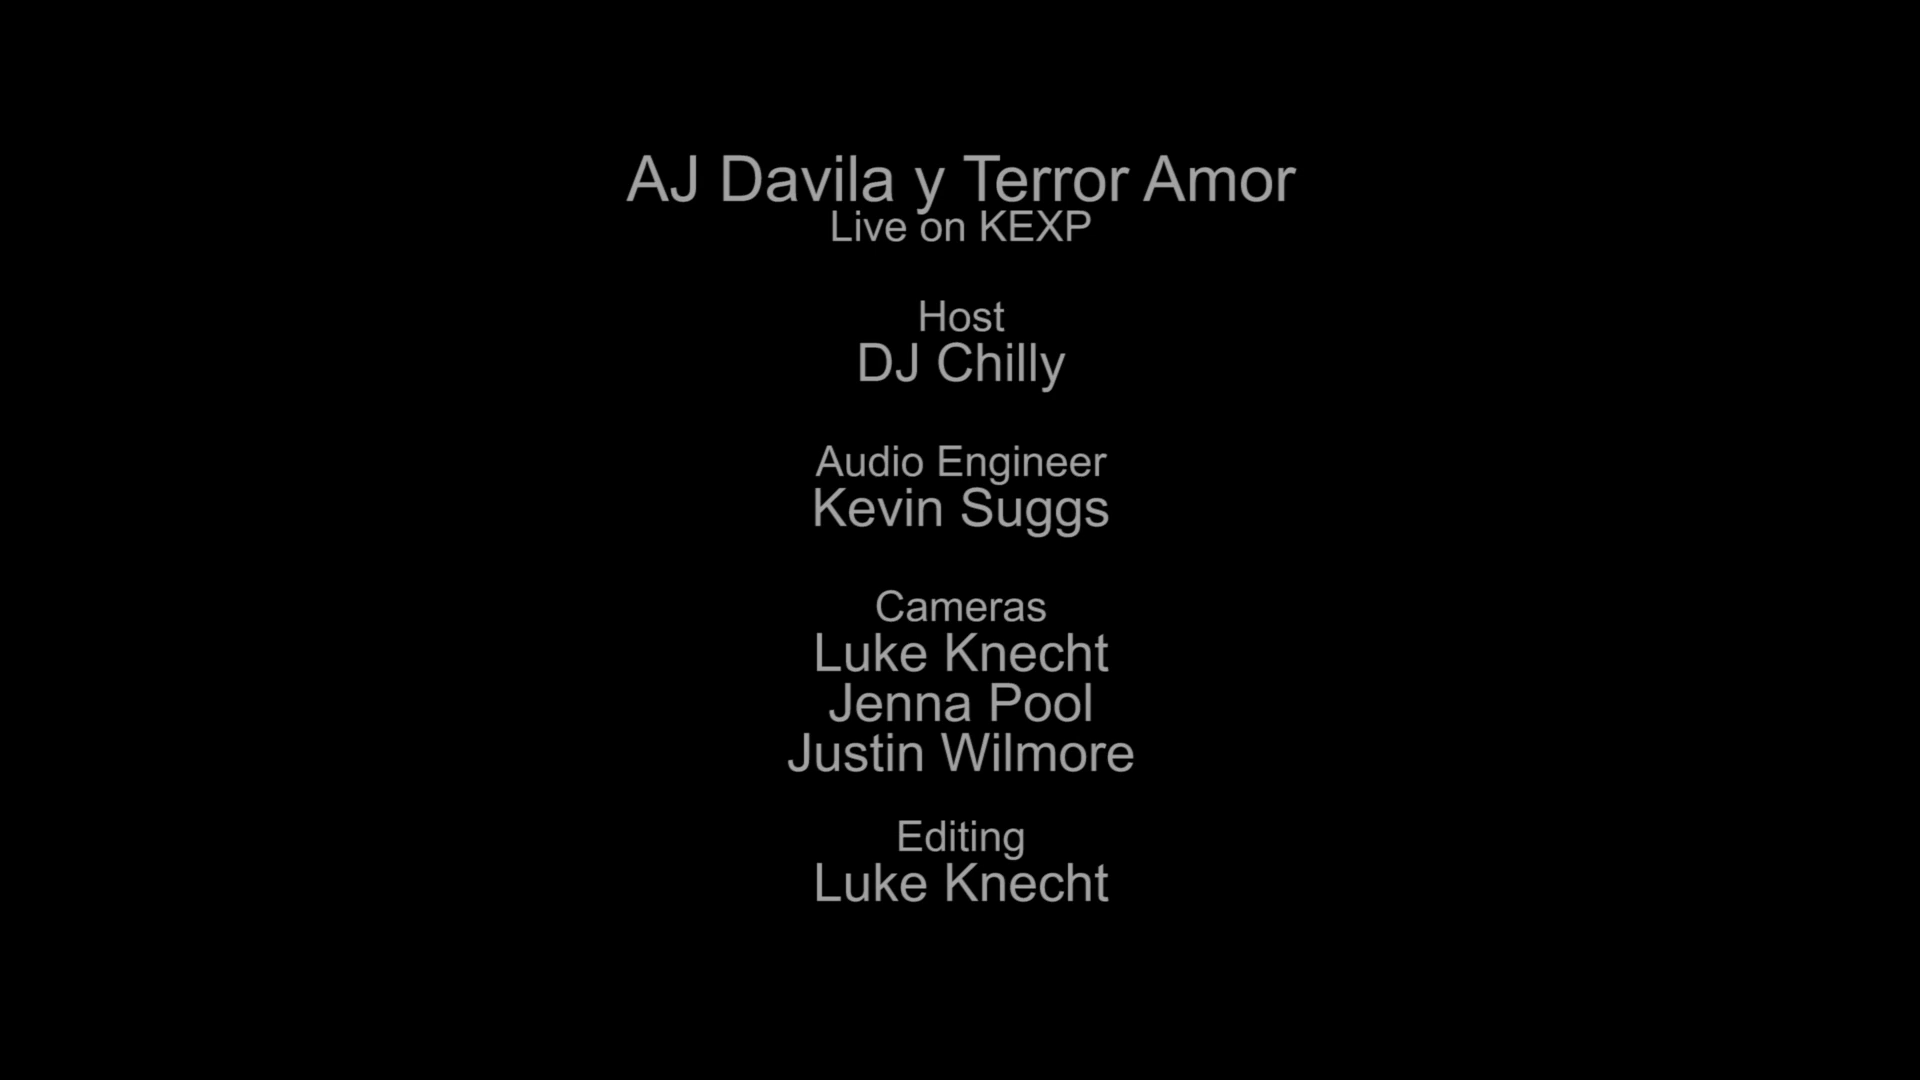 AJ Davila y Terror Amor
Live on KEXP
Host
DJ Chilly
Audio Engineer
Kevin Suggs
Cameras
Luke Knecht
Jenna Pool
Justin Wilmore
Editing
Luke Knecht